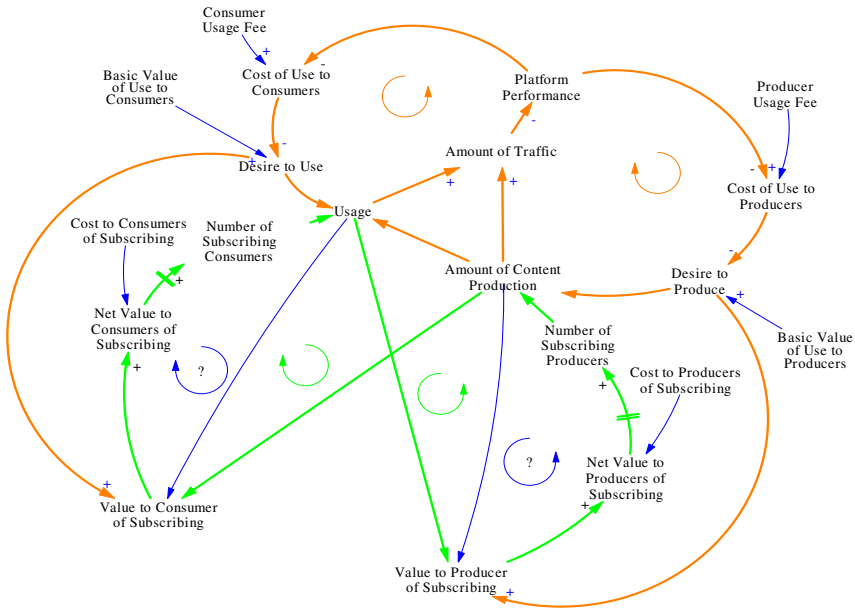 Consumer
Usage Fee
+
Cost of Use to
Consumers
-
Basic Value
of Use to
Consumers
Platform
Performance
Producer
Usage Fee
-
Amount of Traffic
-
+
Desire to Use
- +
Cost of Use to
Producers
+
+
Usage
Cost to Consumers
of Subscribing
Number of
Subscribing
Consumers
-
Amount of Content
Production
Desire to
Produce
+
+
Net Value to
Consumers of
Subscribing
Number of
Subscribing
Producers
Basic Value
of Use to
Producers
+
?
Cost to Producers
of Subscribing
+
?
Net Value to
Producers of
Subscribing
+
Value to Consumer
of Subscribing
+
Value to Producer
of Subscribing
+